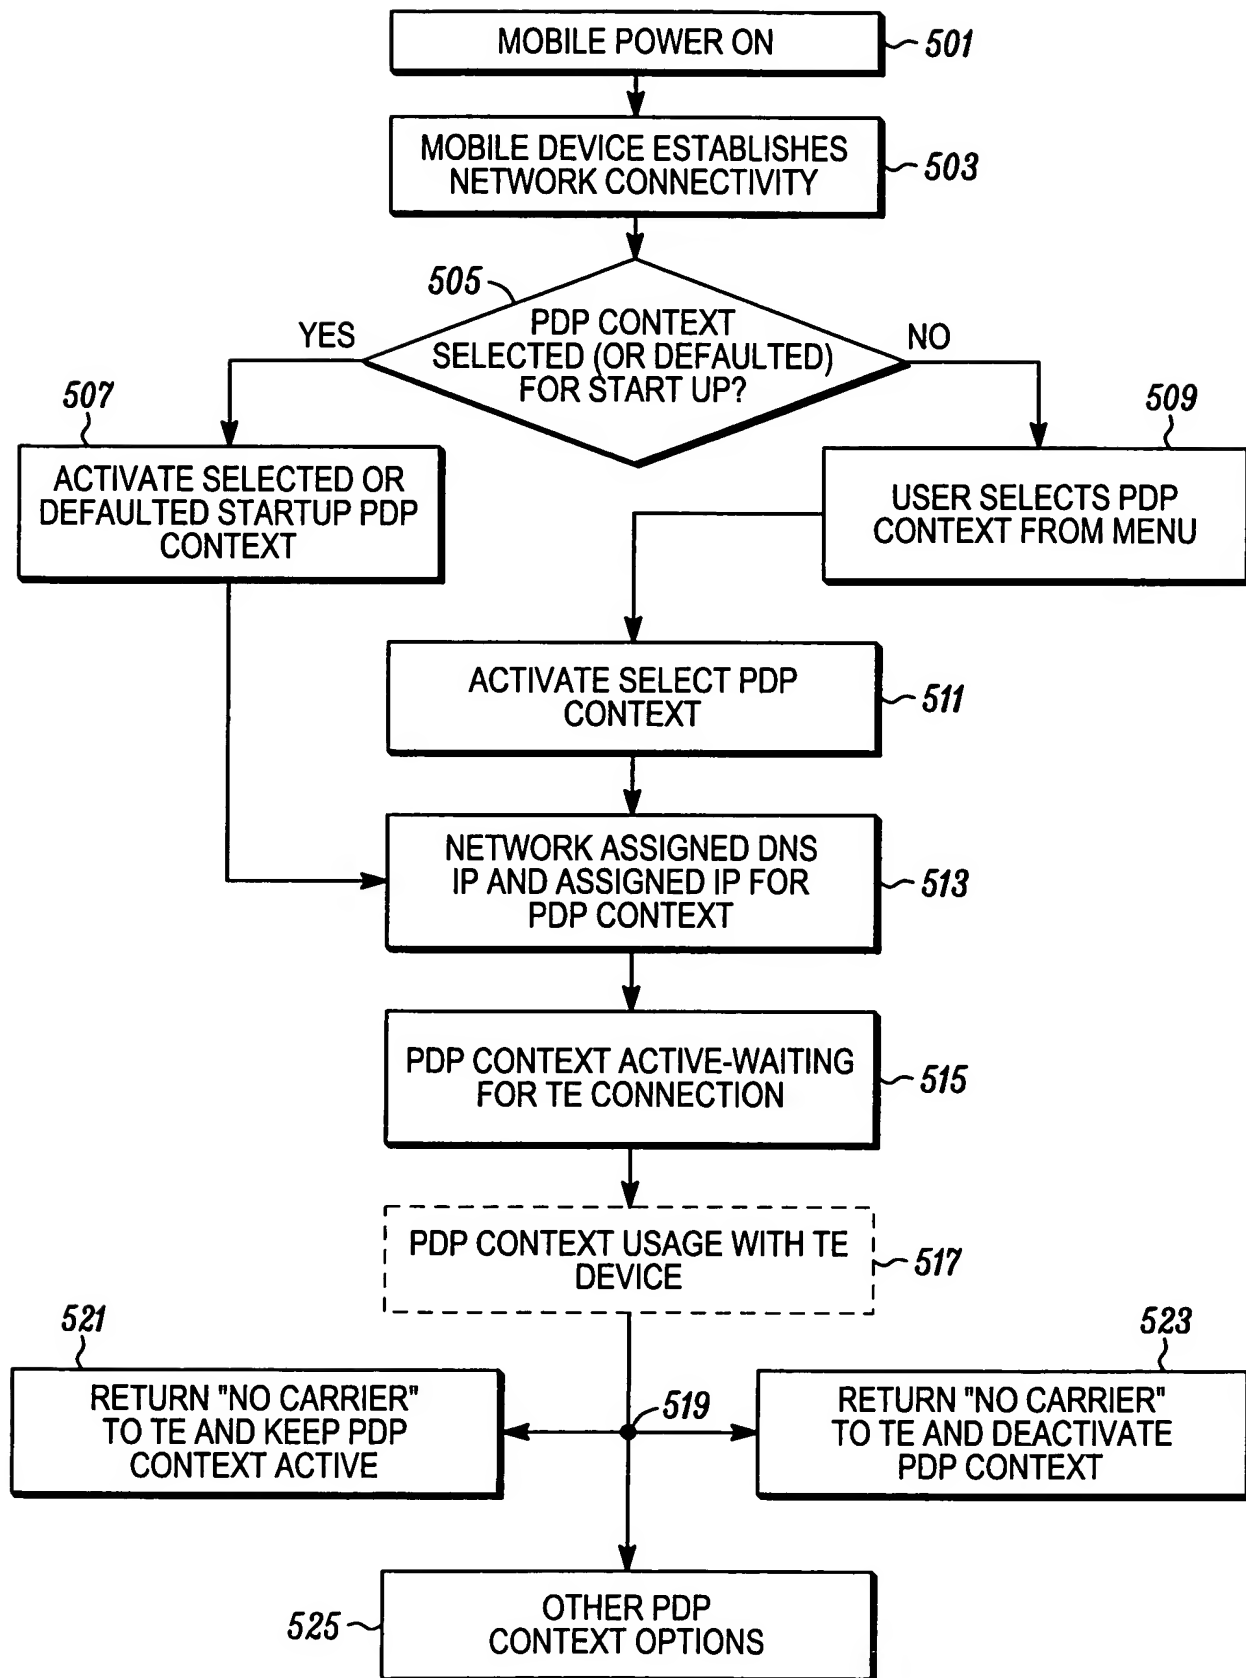 MOBILE POWER ON
501
MOBILE DEVICE ESTABLISHES
NETWORK CONNECTIVITY
503
505
PDP CONTEXT
SELECTED (OR DEFAULTED)
FOR START UP?
YES
NO
507
ACTIVATE SELECTED OR
DEFAULTED STARTUP PDP
CONTEXT
509
USER SELECTS PDP
CONTEXT FROM MENU
ACTIVATE SELECT PDP
CONTEXT
511
NETWORK ASSIGNED DNS
IP AND ASSIGNED IP FOR
PDP CONTEXT
513
PDP CONTEXT ACTIVE-WAITING
FOR TE CONNECTION
515
PDP CONTEXT USAGE WITH TE
DEVICE
517
519
521
RETURN "NO CARRIER"
TO TE AND KEEP PDP
CONTEXT ACTIVE
523
RETURN "NO CARRIER"
TO TE AND DEACTIVATE
PDP CONTEXT
525
OTHER PDP
CONTEXT OPTIONS